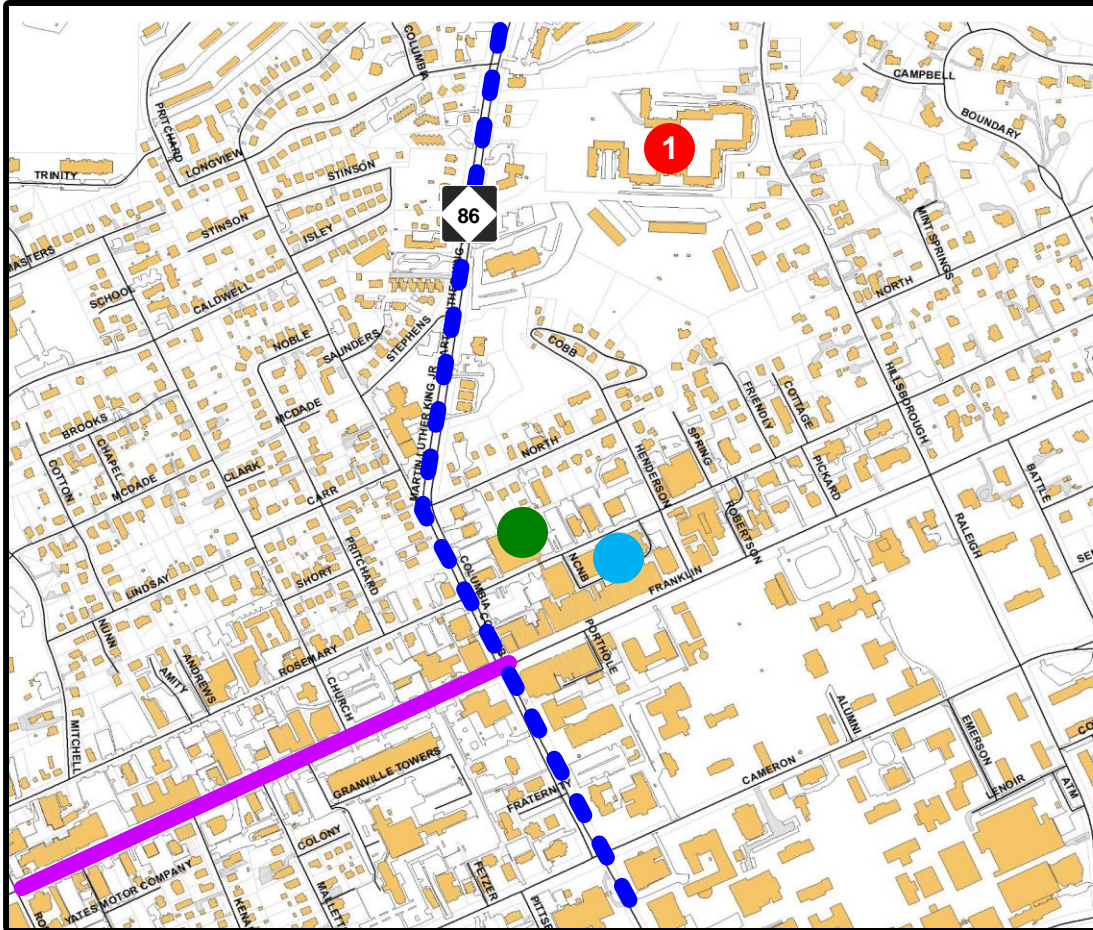 COLUMBIA
CAMPBELL
BOUNDARY
PRITCHARD
1
LONGVIEW
TRINITY
STINSON
86
STINSON
ISLEY
MINT SPRINGS
MASTERS
SCHOOL
CALDWELL
NORTH
NOBLE
SAUNDERS
STEPHENS
COBB
HILLSBOROUGH
MARTIN LUTHER KING JR
FRIENDLY
COTTAGE
MCDADE
BROOKS
CHAPEL
NORTH
SPRING
HENDERSON
PICKARD
COTTON
MCDADE
CLARK
CARR
BATTLE
ROBERTSON
RALEIGH
PRITCHARD
LINDSAY
SHORT
COLUMBIA
NCNB
FRANKLIN
NUNN
AMITY
ANDREWS
ROSEMARY
PORTHOLE
CHURCH
MITCHELL
ALUMNI
EMERSON
GRANVILLE TOWERS
CAMERON
FRATERNITY
LENOIR
ATM
COLONY
FETZER
YATES MOTOR COMPANY